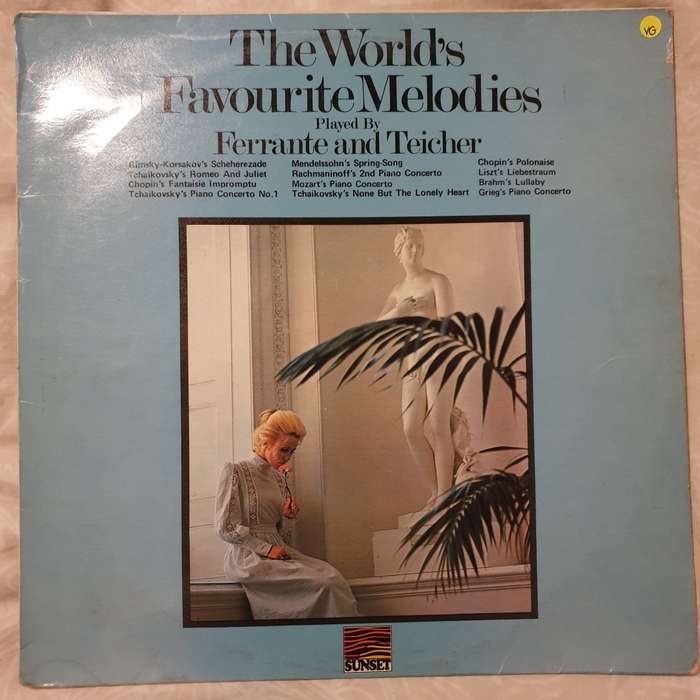 VG
The World's
Favourite Melodies
Played By
Ferrante and Teicher
Rimsky-Korsakov's Scheherezade
Tchaikovsky's Romeo And Juliet
Chopin's Fantaisie Impromptu
Tchaikovsky's Piano Concerto No.1
Mendelssohn's Spring-Song
Rachmaninoff's 2nd Piano Concerto
Mozart's Piano Concerto
Tchaikovsky's None But The Lonely Heart
Chopin's Polonaise
Liszt's Liebestraum
Brahm's Lullaby
Grieg's Piano Concerto
SUNSET